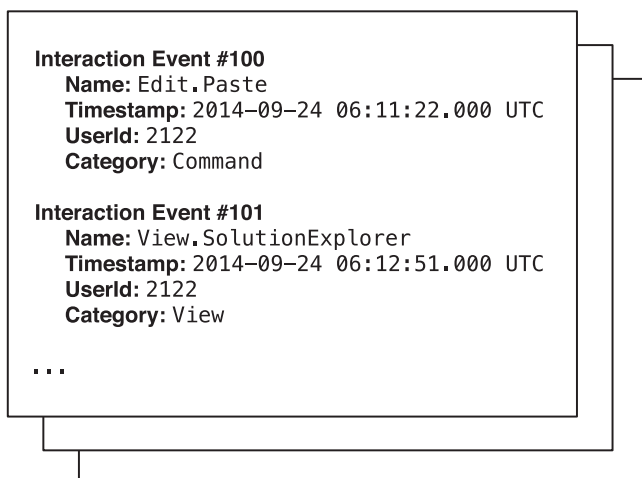 Interaction Event #100
Name: Edit.Paste
Timestamp: 2014–09–24 06:11:22.000 UTC
UserId: 2122
Category: Command
Interaction Event #101
Name: View.SolutionExplorer
Timestamp: 2014–09–24 06:12:51.000 UTC
UserId: 2122
Category: View
...